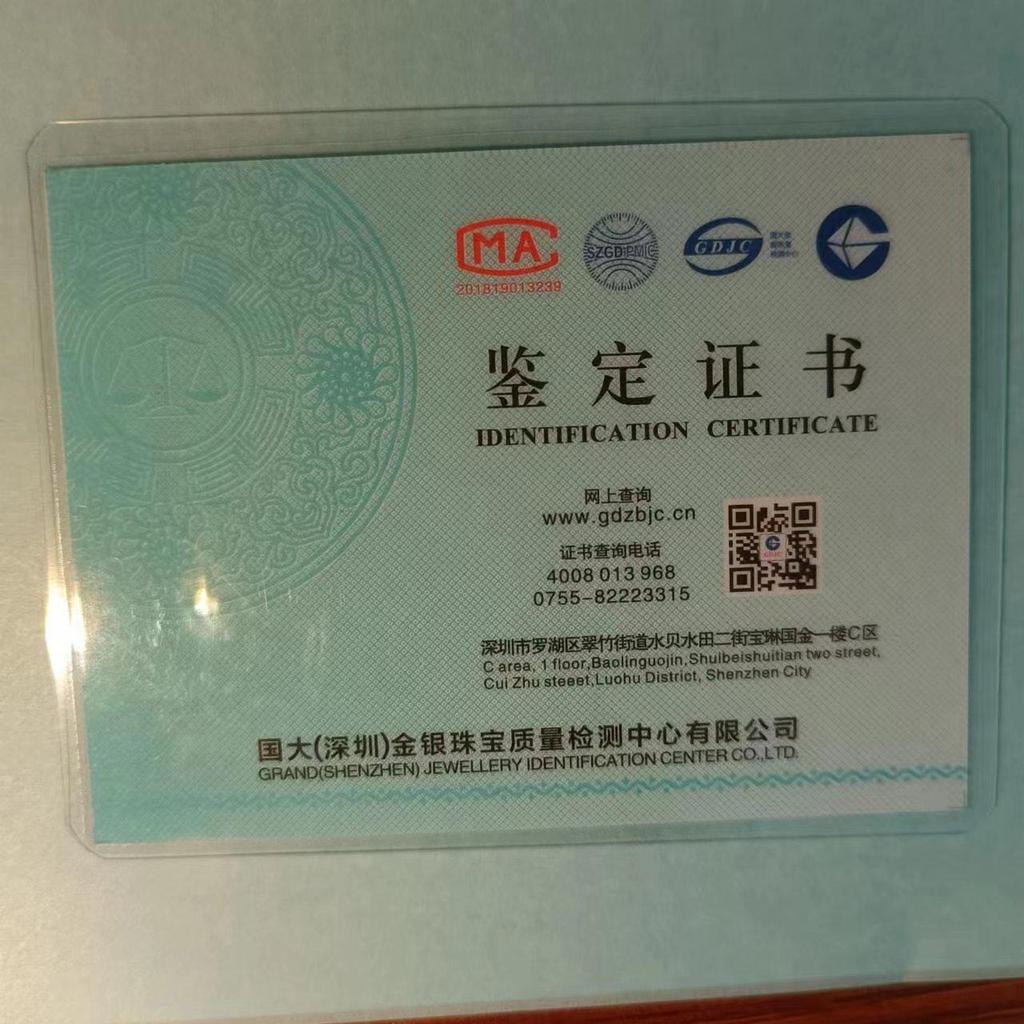 MA
201819013239
SZGDJPMC
GDJC
鉴定证书
IDENTIFICATION CERTIFICATE
网上查询
www.gdzbjc.cn
证书查询电话
4008 013 968
0755-82223315
深圳市罗湖区翠竹街道水贝水田二街宝琳国金一楼C区
C area, 1 floor,Baolinguojin,Shuibeishuitian two street,
Cui Zhu steeet,Luohu District, Shenzhen City
国大(深圳)金银珠宝质量检测中心有限公司
GRAND(SHENZHEN) JEWELLERY IDENTIFICATION CENTER CO.,LTD.